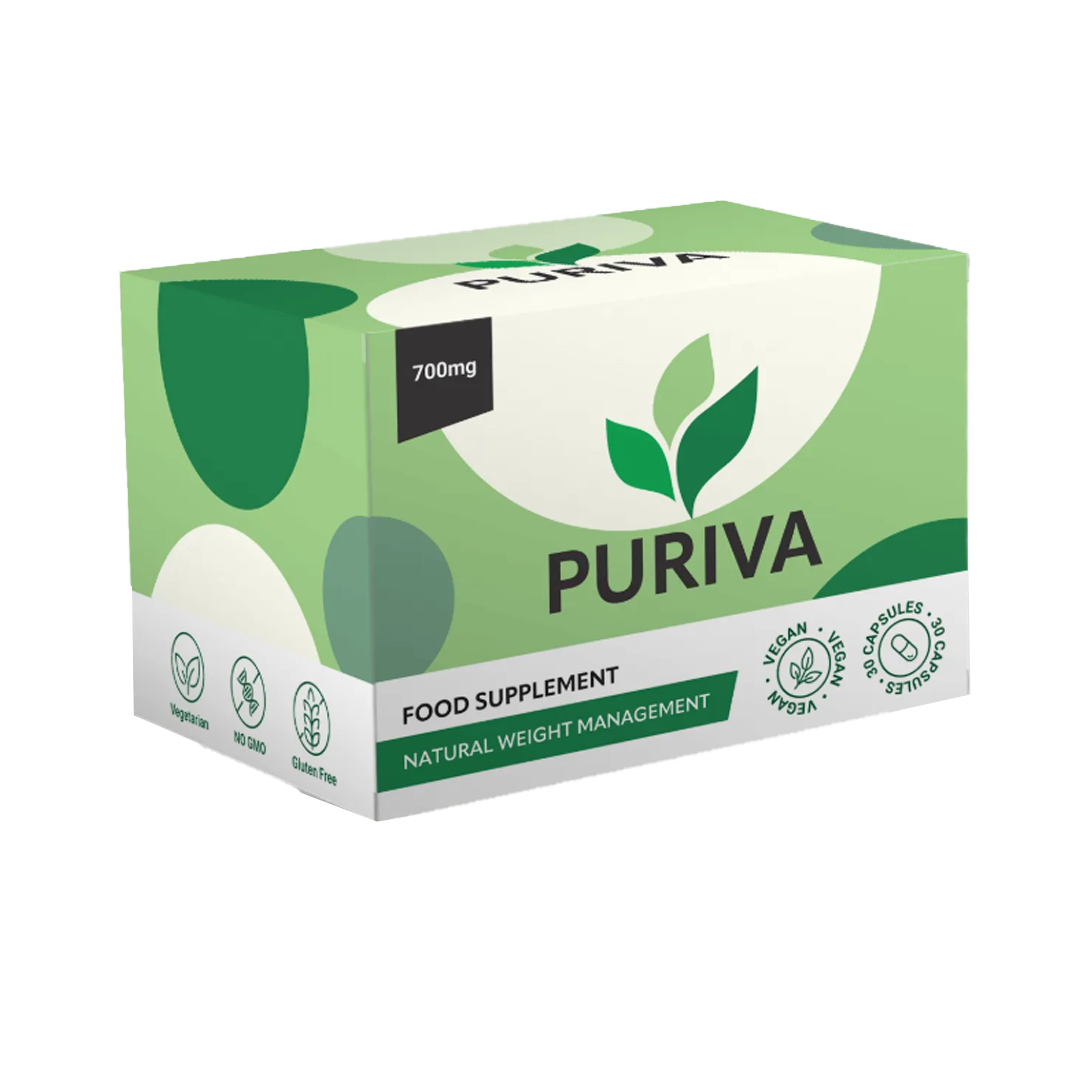 PURIVA
700mg
PURIVA
FOOD SUPPLEMENT
NATURAL WEIGHT MANAGEMENT
VEGAN • VEGAN • VEGAN •
30 CAPSULES • 30 CAPSULES •
Vegetarian
NO GMO
Gluten Free